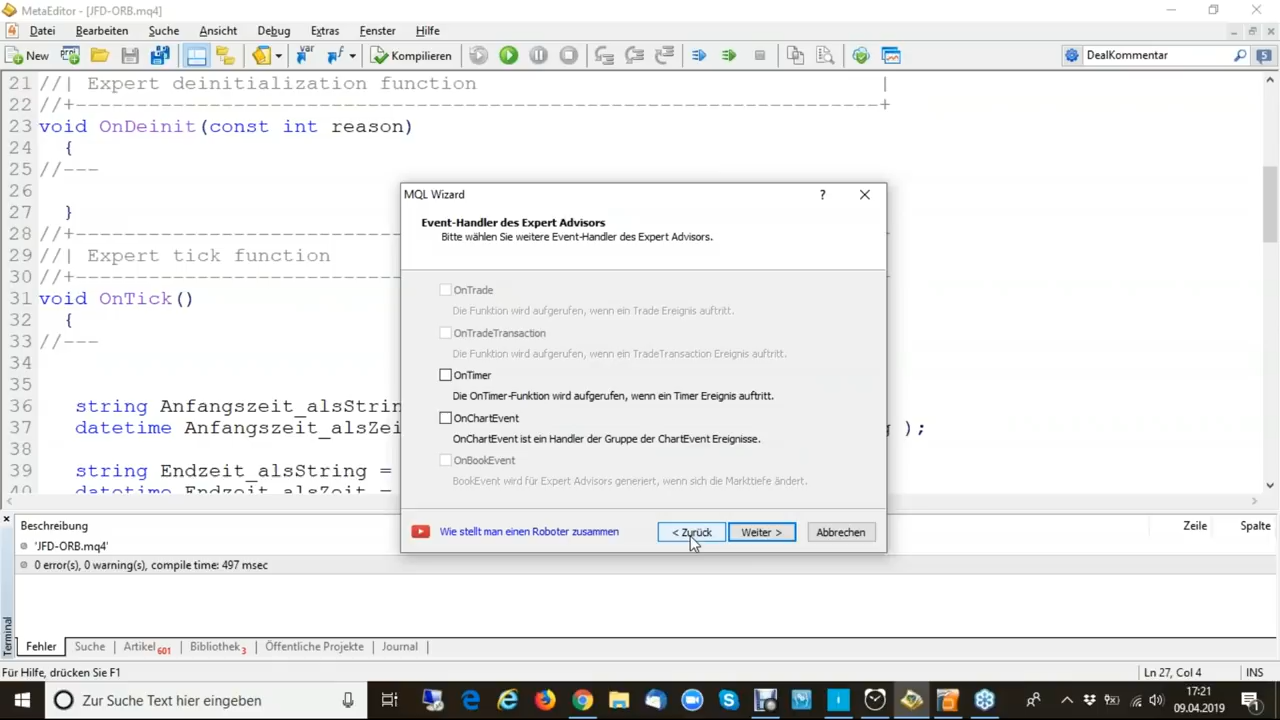 MetaEditor - [JFD-ORB.mq4]
Datei Bearbeiten Suche Ansicht Debug Extras Fenster Hilfe
New Kompilieren DealKommentar 5
21 //| Expert deinitialization function |
22 //+------------------------------------------------------------------+
23 void OnDeinit(const int reason)
24 {
25 //---
26
27 }
28 //+------------------------------
29 //| Expert tick function
30 //+------------------------------
31 void OnTick()
32 {
33 //---
34
35
36 string Anfangszeit_alsStrin
37 datetime Anfangszeit_alsZei );
38
39 string Endzeit_alsString =
40 datetime Endzeit_alsZeit =
MQL Wizard ?
Event-Handler des Expert Advisors
Bitte wählen Sie weitere Event-Handler des Expert Advisors.
OnTrade
Die Funktion wird aufgerufen, wenn ein Trade Ereignis auftritt.
OnTradeTransaction
Die Funktion wird aufgerufen, wenn ein TradeTransaction Ereignis auftritt.
OnTimer
Die OnTimer-Funktion wird aufgerufen, wenn ein Timer Ereignis auftritt.
OnChartEvent
OnChartEvent ist ein Handler der Gruppe der ChartEvent Ereignisse.
OnBookEvent
BookEvent wird für Expert Advisors generiert, wenn sich die Markttiefe ändert.
Wie stellt man einen Roboter zusammen < Zurück Weiter > Abbrechen
Beschreibung Zeile Spalte
'JFD-ORB.mq4'
0 error(s), 0 warning(s), compile time: 497 msec
Terminal
Fehler Suche Artikel 601 Bibliothek 3 Öffentliche Projekte Journal
Für Hilfe, drücken Sie F1 Ln 27, Col 4 INS
Zur Suche Text hier eingeben
17:21
09.04.2019
1